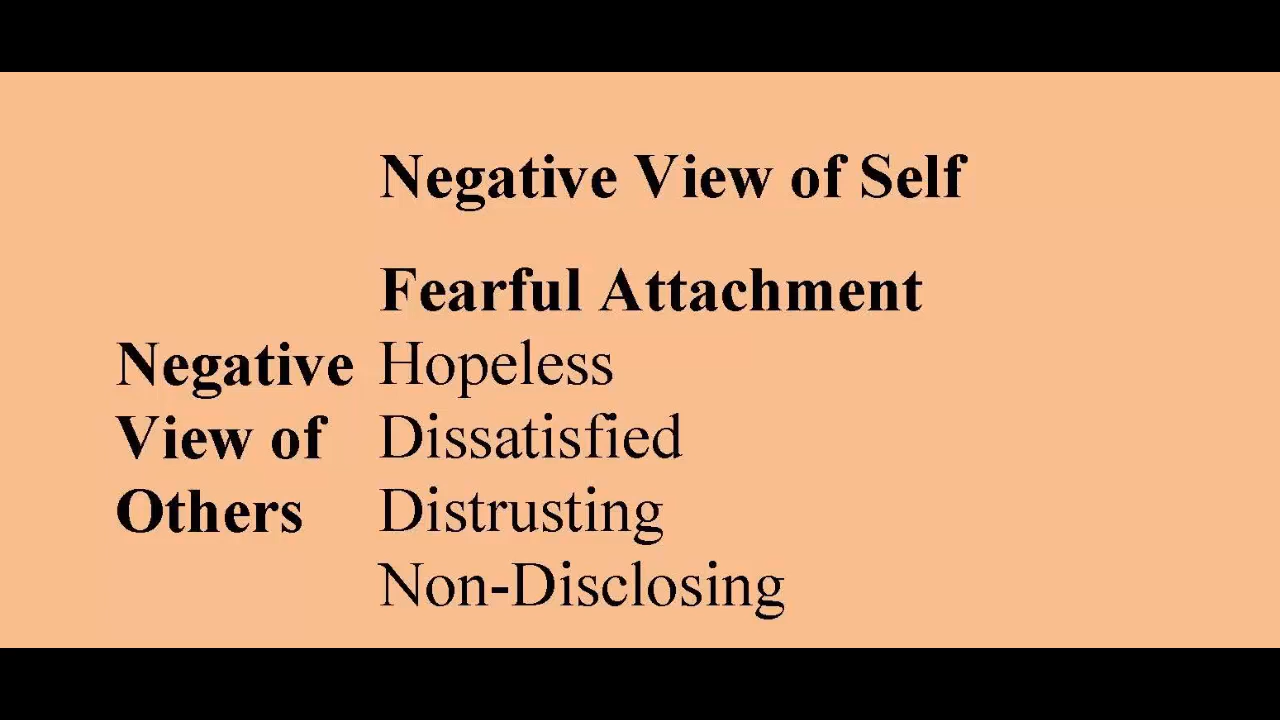 Negative View of Self
Fearful Attachment
Negative Hopeless
View of Dissatisfied
Others Distrusting
Non-Disclosing